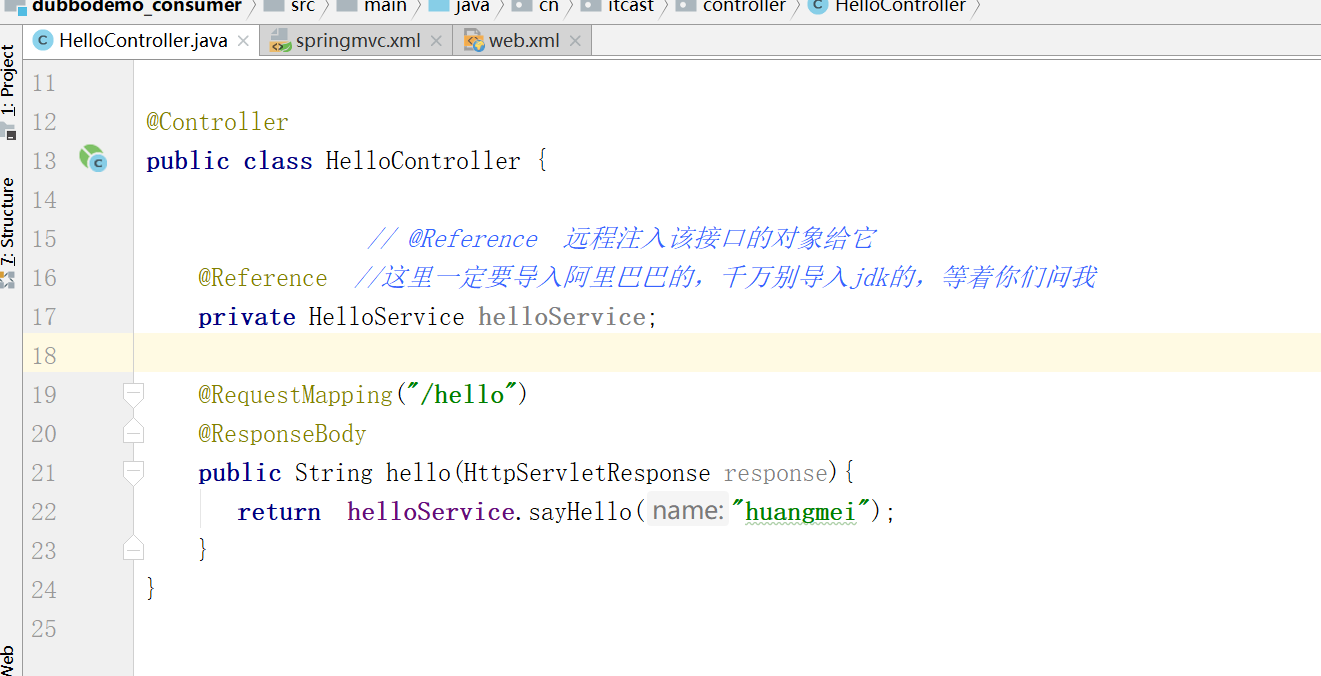 dubbodemo_consumer src main java cn itcast controller HelloController
HelloController.java springmvc.xml web.xml
1: Project
7: Structure
Web
11
12 @Controller
13 public class HelloController {
14
15 // @Reference 远程注入该接口的对象给它
16 @Reference //这里一定要导入阿里巴巴的，千万别导入jdk的，等着你们问我
17 private HelloService helloService;
18
19 @RequestMapping("/hello")
20 @ResponseBody
21 public String hello(HttpServletResponse response){
22 return helloService.sayHello( name: "huangmei");
23 }
24 }
25